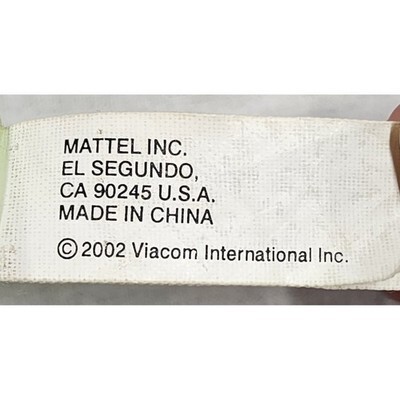 MATTEL INC.
EL SEGUNDO,
CA 90245 U.S.A.
MADE IN CHINA
© 2002 Viacom International Inc.